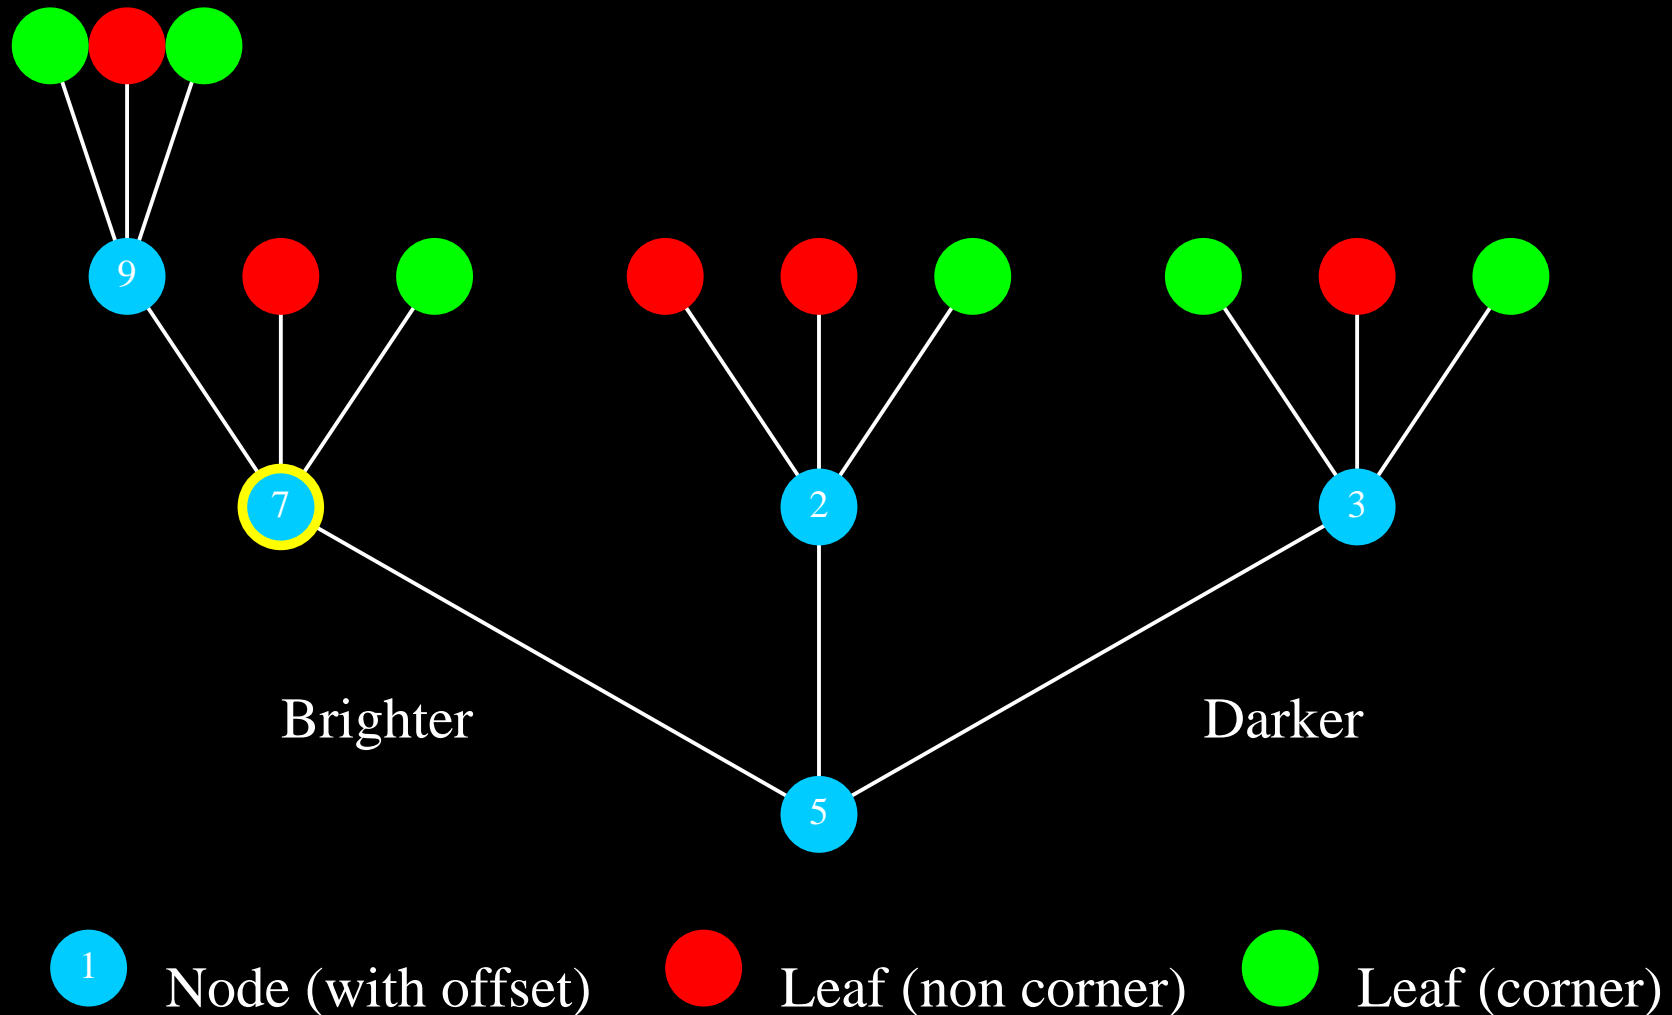 9
7
2
3
Brighter
Darker
5
1
Node (with offset)
Leaf (non corner)
Leaf (corner)